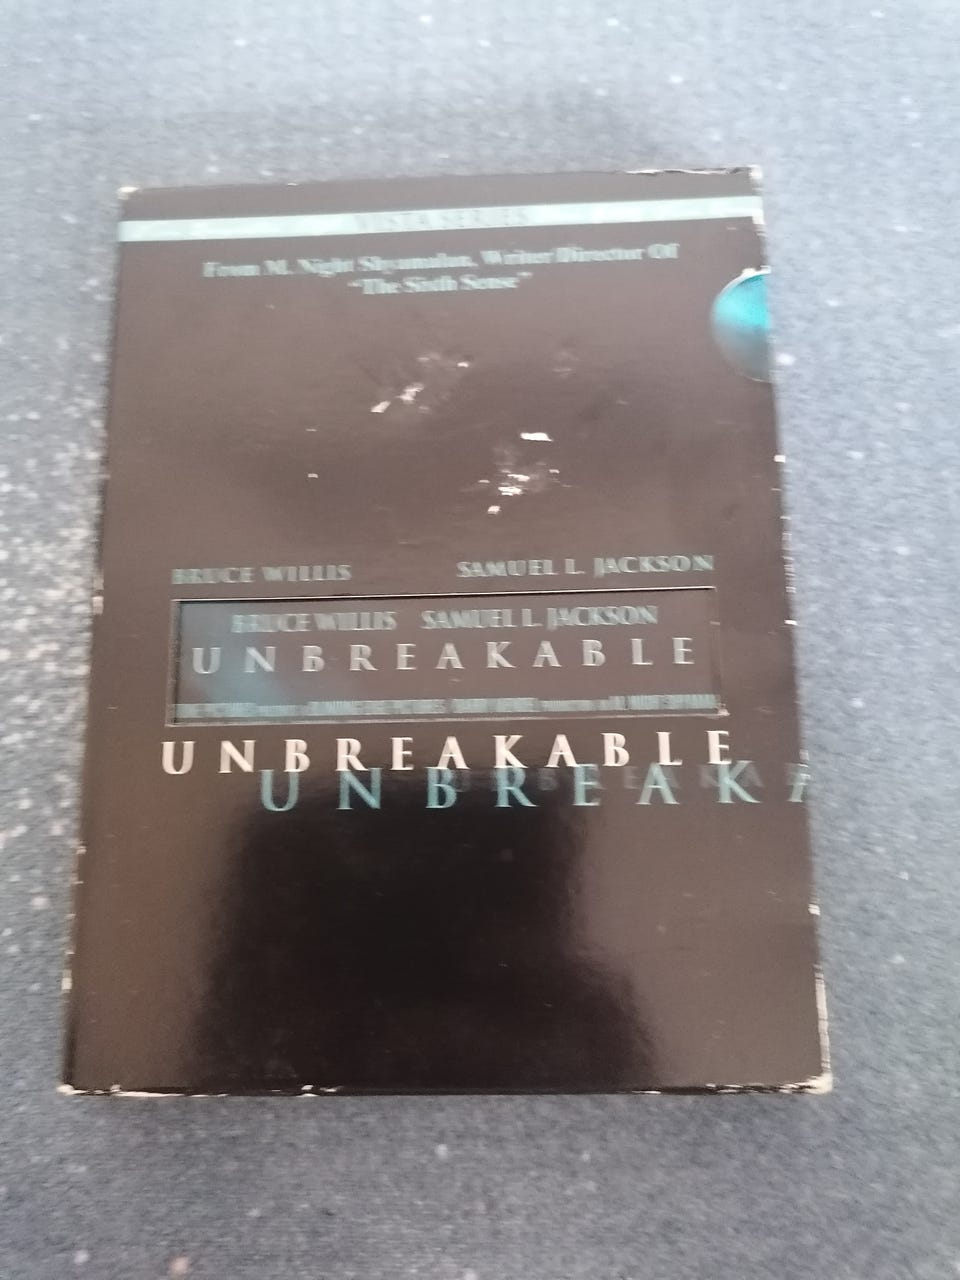 VISTA SERIES
From M. Night Shyamalan, Writer/Director Of
"The Sixth Sense"
BRUCE WILLIS SAMUEL L. JACKSON
BRUCE WILLIS SAMUEL L. JACKSON
UNBREAKABLE
UNBREAKABLE
UNBREAK